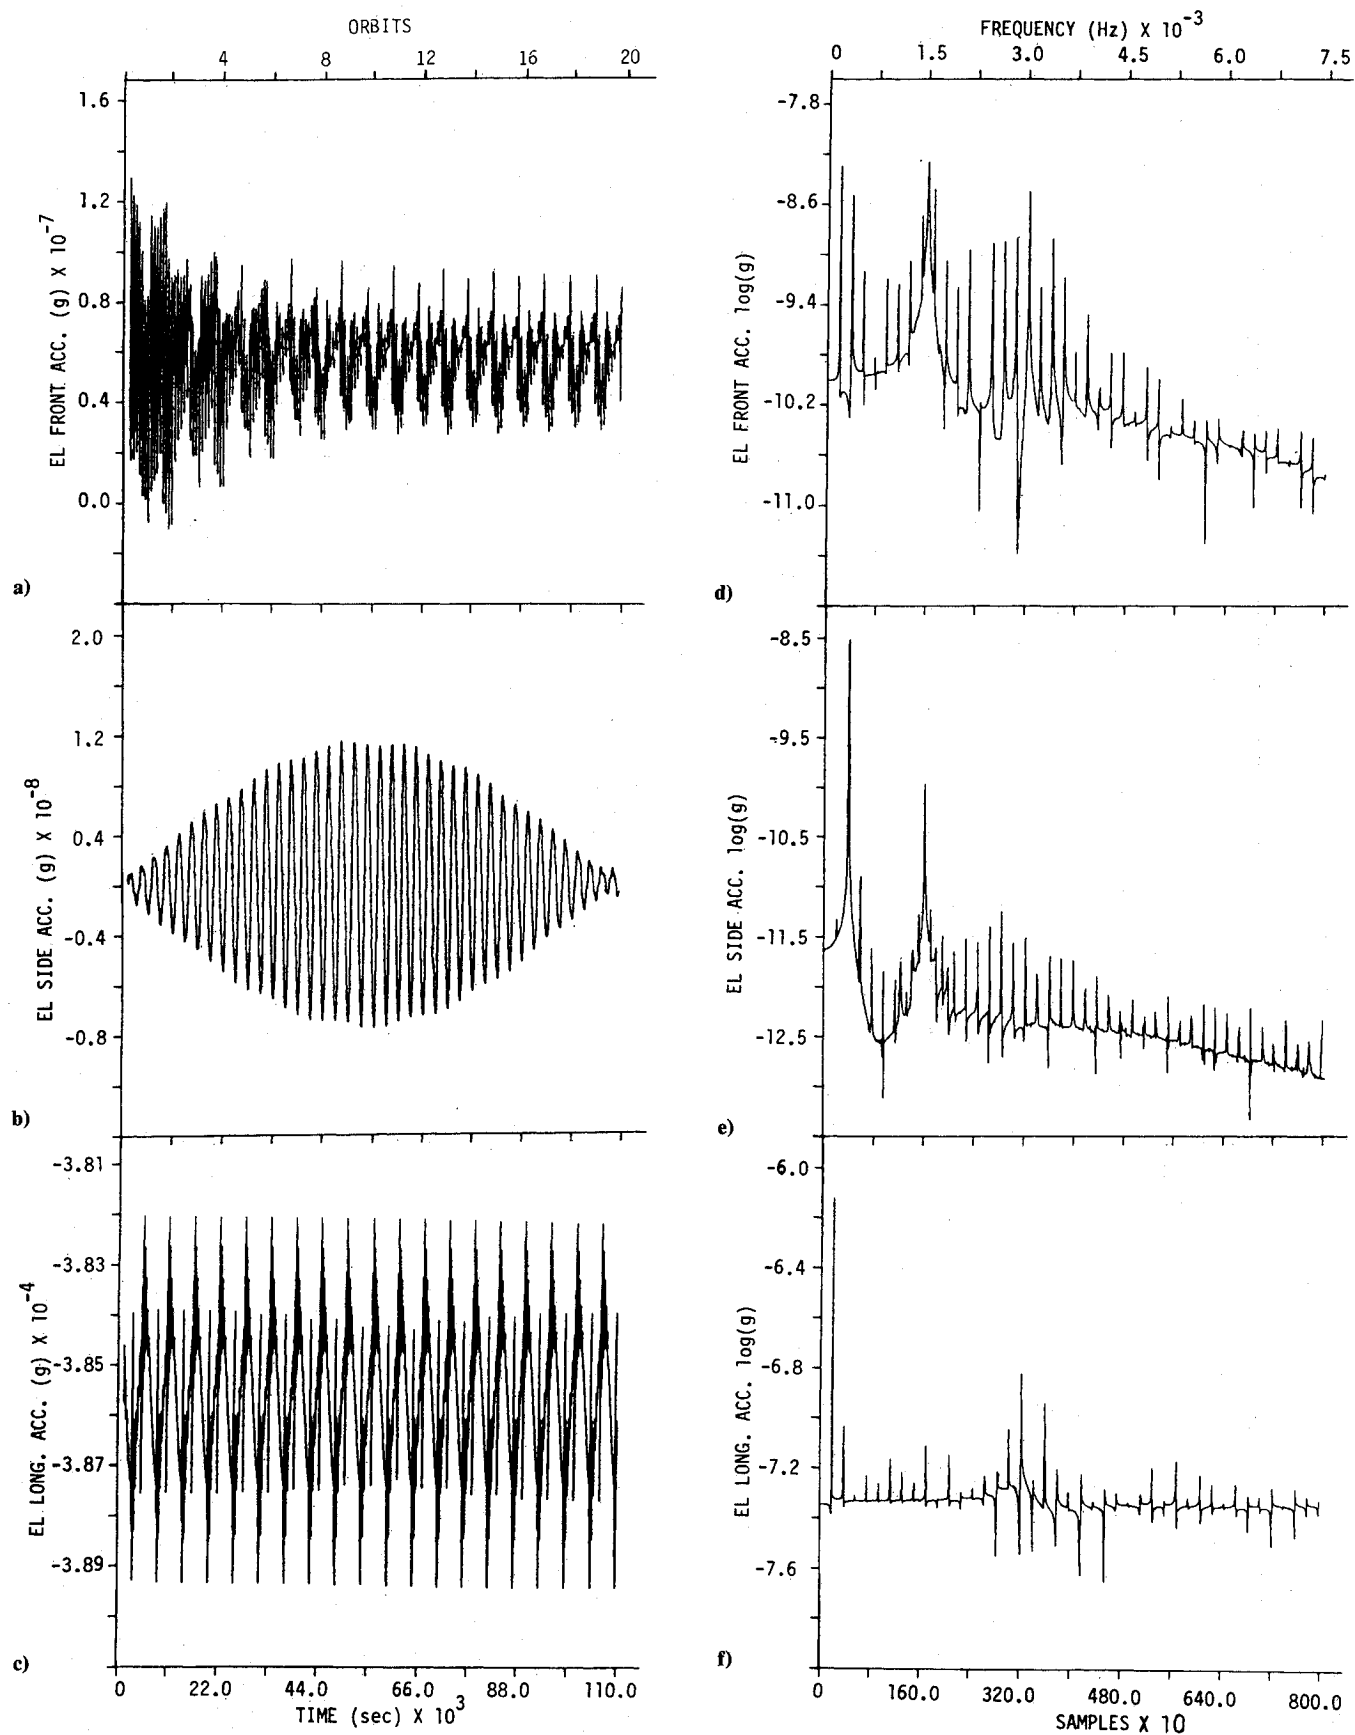 ORBITS
4 8 12 16 20
1.6
1.2
0.8
0.4
0.0
EL FRONT ACC. (g) X 10⁻⁷
a)
2.0
1.2
0.4
-0.4
-0.8
EL SIDE ACC. (g) X 10⁻⁸
b)
-3.81
-3.83
-3.85
-3.87
-3.89
EL LONG. ACC. (g) X 10⁻⁴
c)
0 22.0 44.0 66.0 88.0 110.0
TIME (sec) X 10³
FREQUENCY (Hz) X 10⁻³
0 1.5 3.0 4.5 6.0 7.5
-7.8
-8.6
-9.4
-10.2
-11.0
EL FRONT ACC. log(g)
d)
-8.5
-9.5
-10.5
-11.5
-12.5
EL SIDE ACC. log(g)
e)
-6.0
-6.4
-6.8
-7.2
-7.6
EL LONG. ACC. log(g)
f)
0 160.0 320.0 480.0 640.0 800.0
SAMPLES X 10